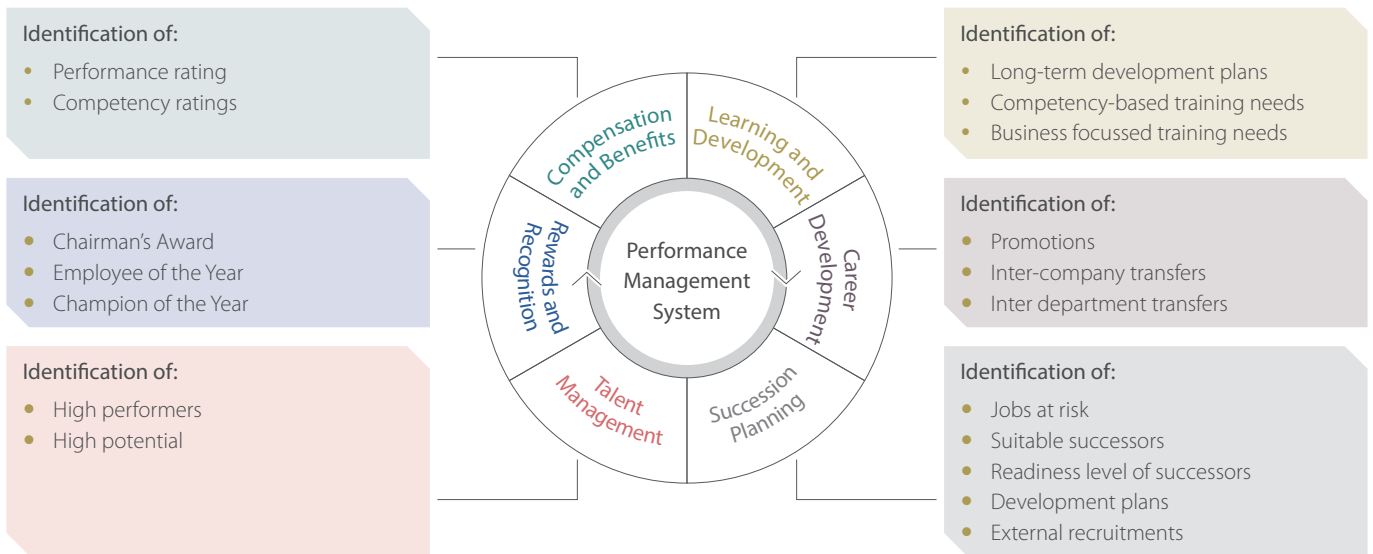 Identification of:
• Performance rating
• Competency ratings
Identification of:
• Chairman’s Award
• Employee of the Year
• Champion of the Year
Identification of:
• High performers
• High potential
Compensation
and Benefits
Learning and
Development
Rewards and
Recognition
Performance
Management
System
Career
Development
Talent
Management
Succession
Planning
Identification of:
• Long-term development plans
• Competency-based training needs
• Business focussed training needs
Identification of:
• Promotions
• Inter-company transfers
• Inter department transfers
Identification of:
• Jobs at risk
• Suitable successors
• Readiness level of successors
• Development plans
• External recruitments